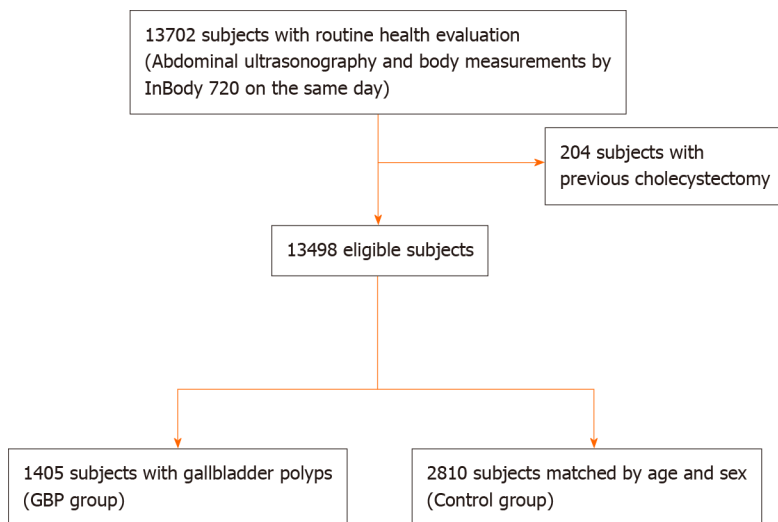 13702 subjects with routine health evaluation
(Abdominal ultrasonography and body measurements by
InBody 720 on the same day)
204 subjects with
previous cholecystectomy
13498 eligible subjects
1405 subjects with gallbladder polyps
(GBP group)
2810 subjects matched by age and sex
(Control group)